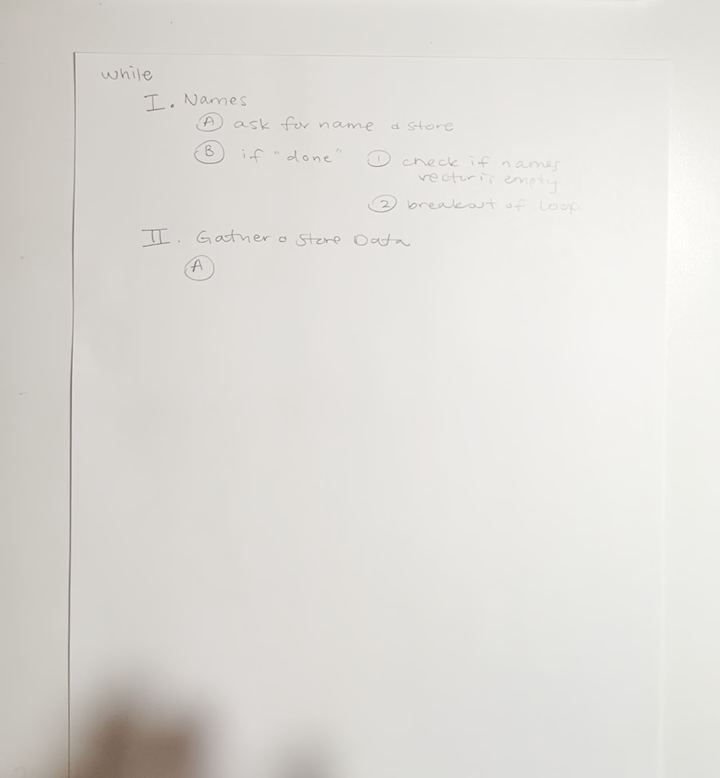 while
I. Names
A ask for name & store
B if "done" 1 check if names
vector is empty
2 breakout of loop
II. Gather & Store Data
A